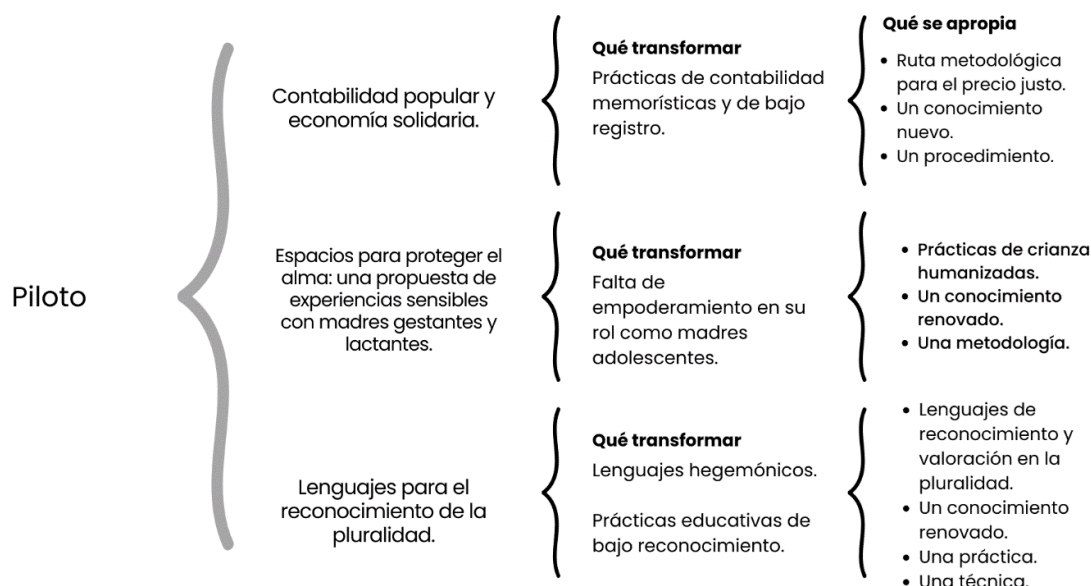 Piloto
Contabilidad popular y
economía solidaria.
Qué transformar
Prácticas de contabilidad
memorísticas y de bajo
registro.
Qué se apropia
• Ruta metodológica
para el precio justo.
• Un conocimiento
nuevo.
• Un procedimiento.
Espacios para proteger el
alma: una propuesta de
experiencias sensibles
con madres gestantes y
lactantes.
Qué transformar
Falta de
empoderamiento en su
rol como madres
adolescentes.
• Prácticas de crianza
humanizadas.
• Un conocimiento
renovado.
• Una metodología.
Lenguajes para el
reconocimiento de la
pluralidad.
Qué transformar
Lenguajes hegemónicos.
Prácticas educativas de
bajo reconocimiento.
• Lenguajes de
reconocimiento y
valoración en la
pluralidad.
• Un conocimiento
renovado.
• Una práctica.
• Una técnica.